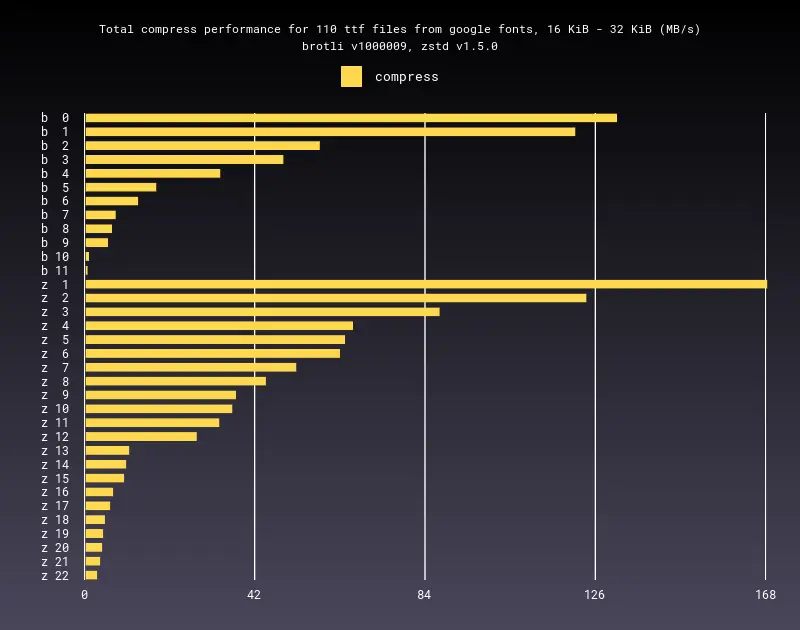 Total compress performance for 110 ttf files from google fonts, 16 KiB - 32 KiB (MB/s)
brotli v1000009, zstd v1.5.0
compress
b 0
b 1
b 2
b 3
b 4
b 5
b 6
b 7
b 8
b 9
b 10
b 11
z 1
z 2
z 3
z 4
z 5
z 6
z 7
z 8
z 9
z 10
z 11
z 12
z 13
z 14
z 15
z 16
z 17
z 18
z 19
z 20
z 21
z 22
0 42 84 126 168